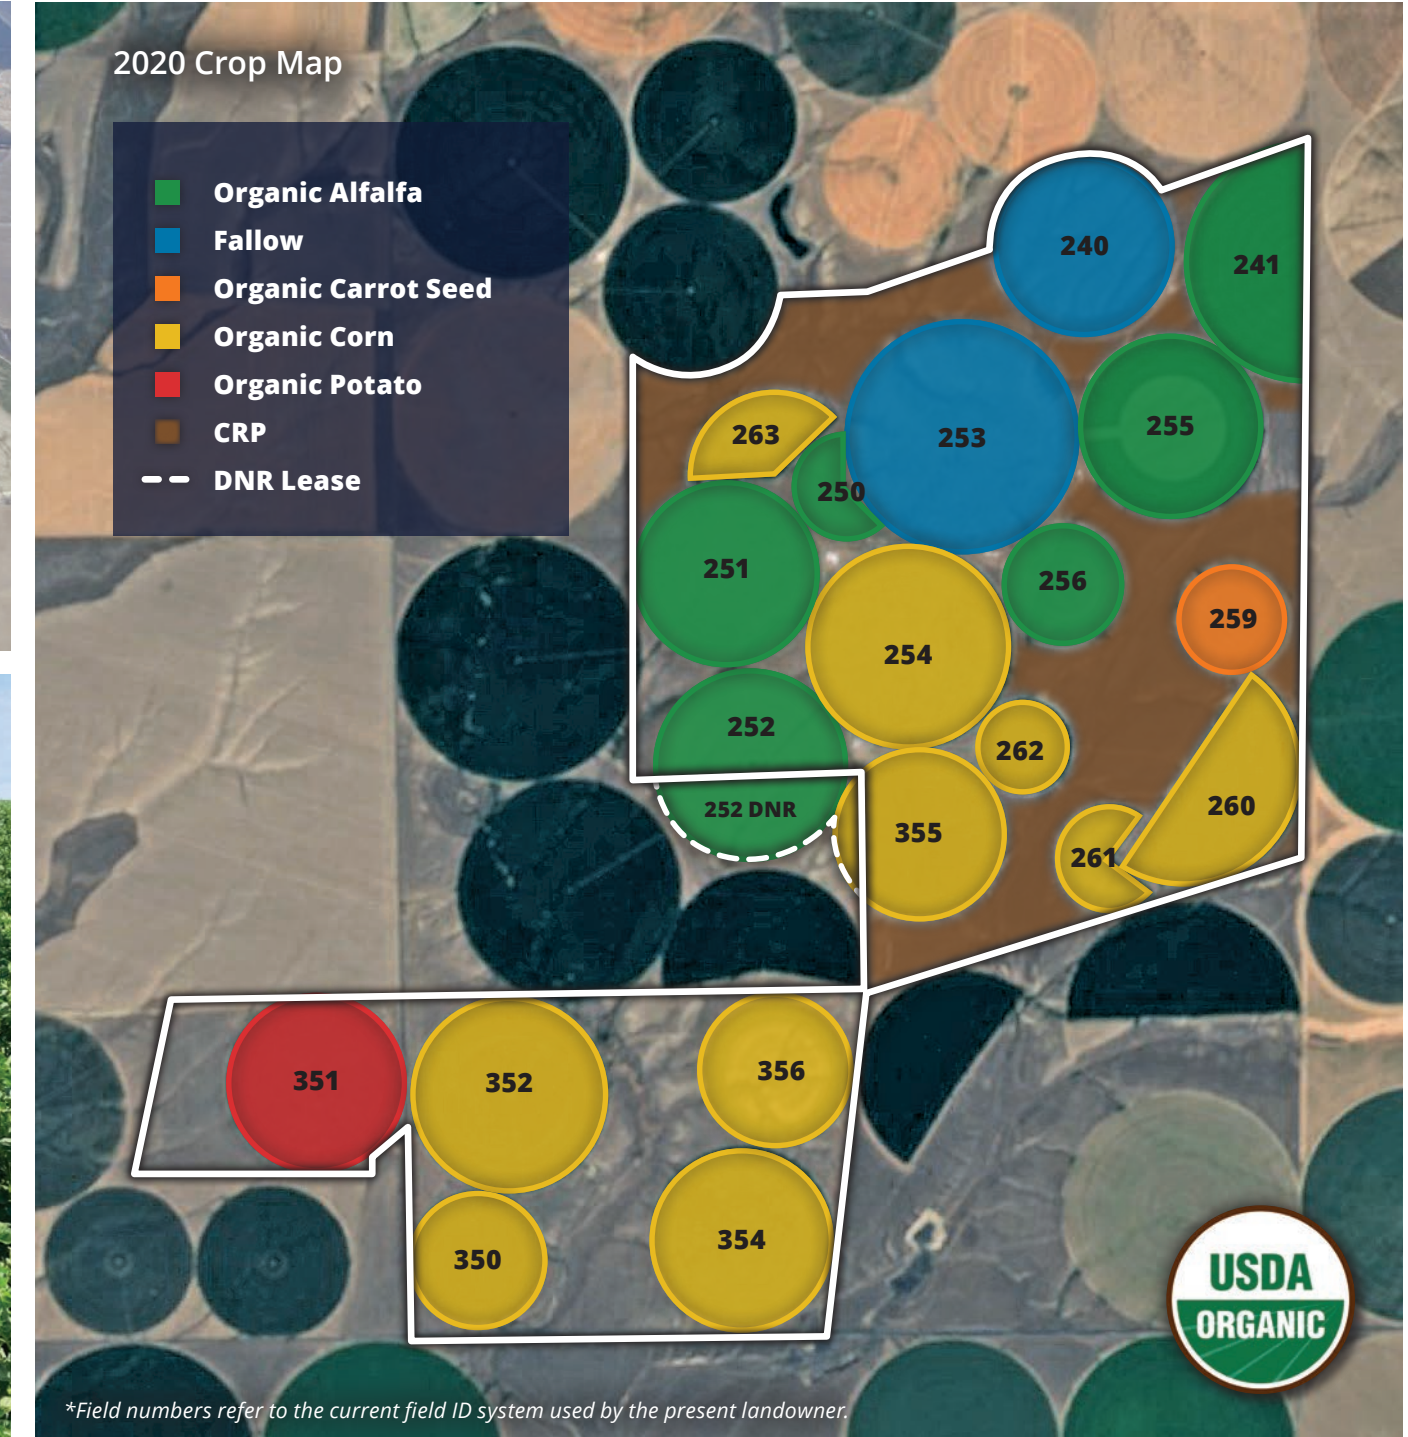 2020 Crop Map
Organic Alfalfa
Fallow
Organic Carrot Seed
Organic Corn
Organic Potato
CRP
DNR Lease
240
241
263
253
255
250
251
256
259
254
252
262
252 DNR
355
260
261
351
352
356
350
354
USDA
ORGANIC
*Field numbers refer to the current field ID system used by the present landowner.